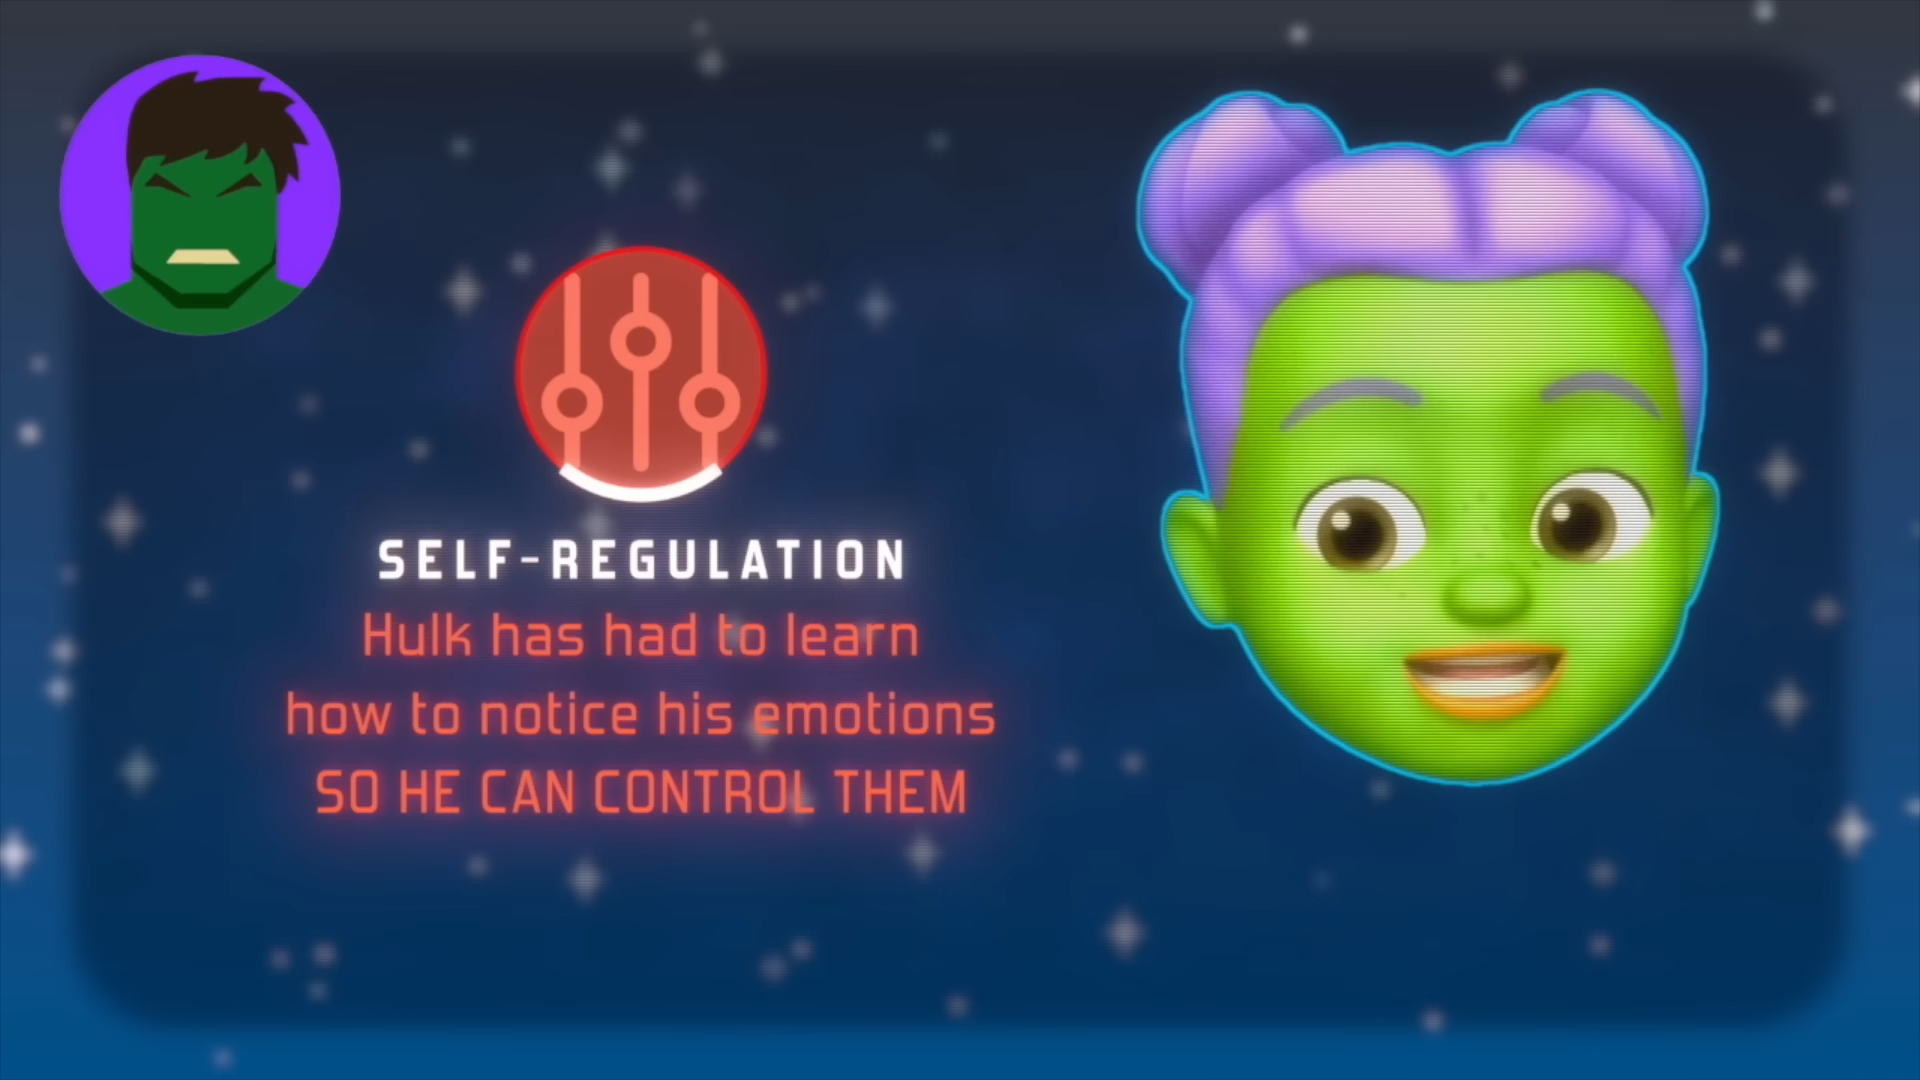 SELF-REGULATION
Hulk has had to learn
how to notice his emotions
SO HE CAN CONTROL THEM